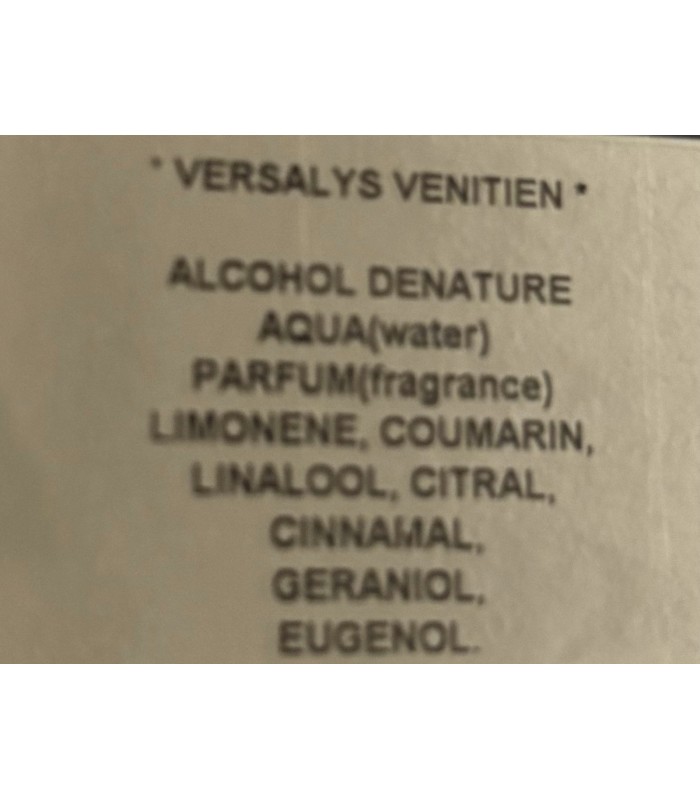 * VERSALYS VENITIEN *
ALCOHOL DENATURE
AQUA(water)
PARFUM(fragrance)
LIMONENE, COUMARIN,
LINALOOL, CITRAL,
CINNAMAL,
GERANIOL,
EUGENOL.